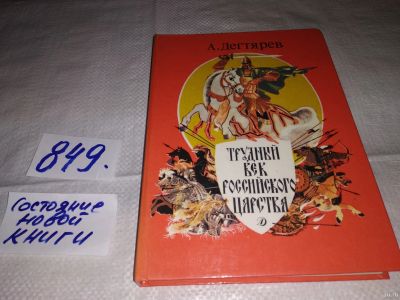 А. Дегтярев
ТРУДНЫЙ
ВЕК
РОССИЙСКОГО
ЦАРСТВА
849.
Состояние
новой
книги